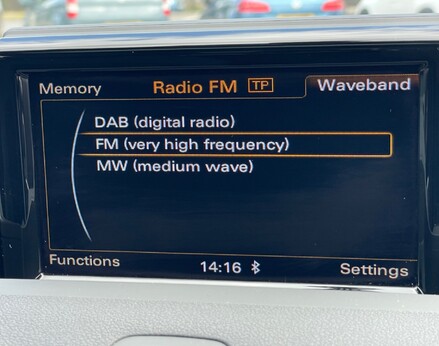 Memory Radio FM TP Waveband
DAB (digital radio)
FM (very high frequency)
MW (medium wave)
Functions 14:16 Settings